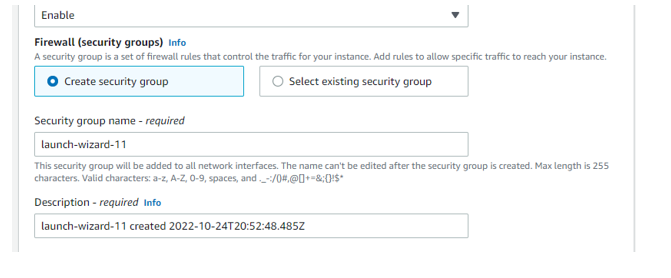 Enable
Firewall (security groups) Info
A security group is a set of firewall rules that control the traffic for your instance. Add rules to allow specific traffic to reach your instance.
Create security group
Select existing security group
Security group name - required
launch-wizard-11
This security group will be added to all network interfaces. The name can't be edited after the security group is created. Max length is 255
characters. Valid characters: a-z, A-Z, 0-9, spaces, and ._-:/()#,@[]+=&;{}!$*
Description - required Info
launch-wizard-11 created 2022-10-24T20:52:48.485Z